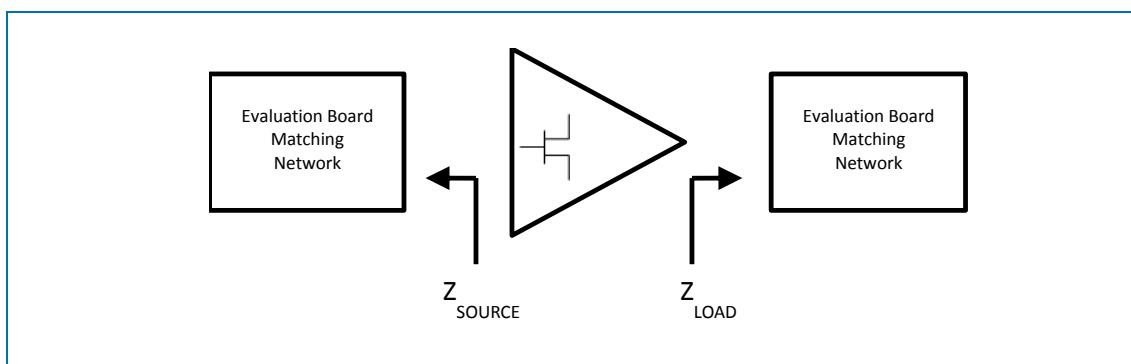 Evaluation Board
Matching
Network
Evaluation Board
Matching
Network
Z SOURCE
Z LOAD